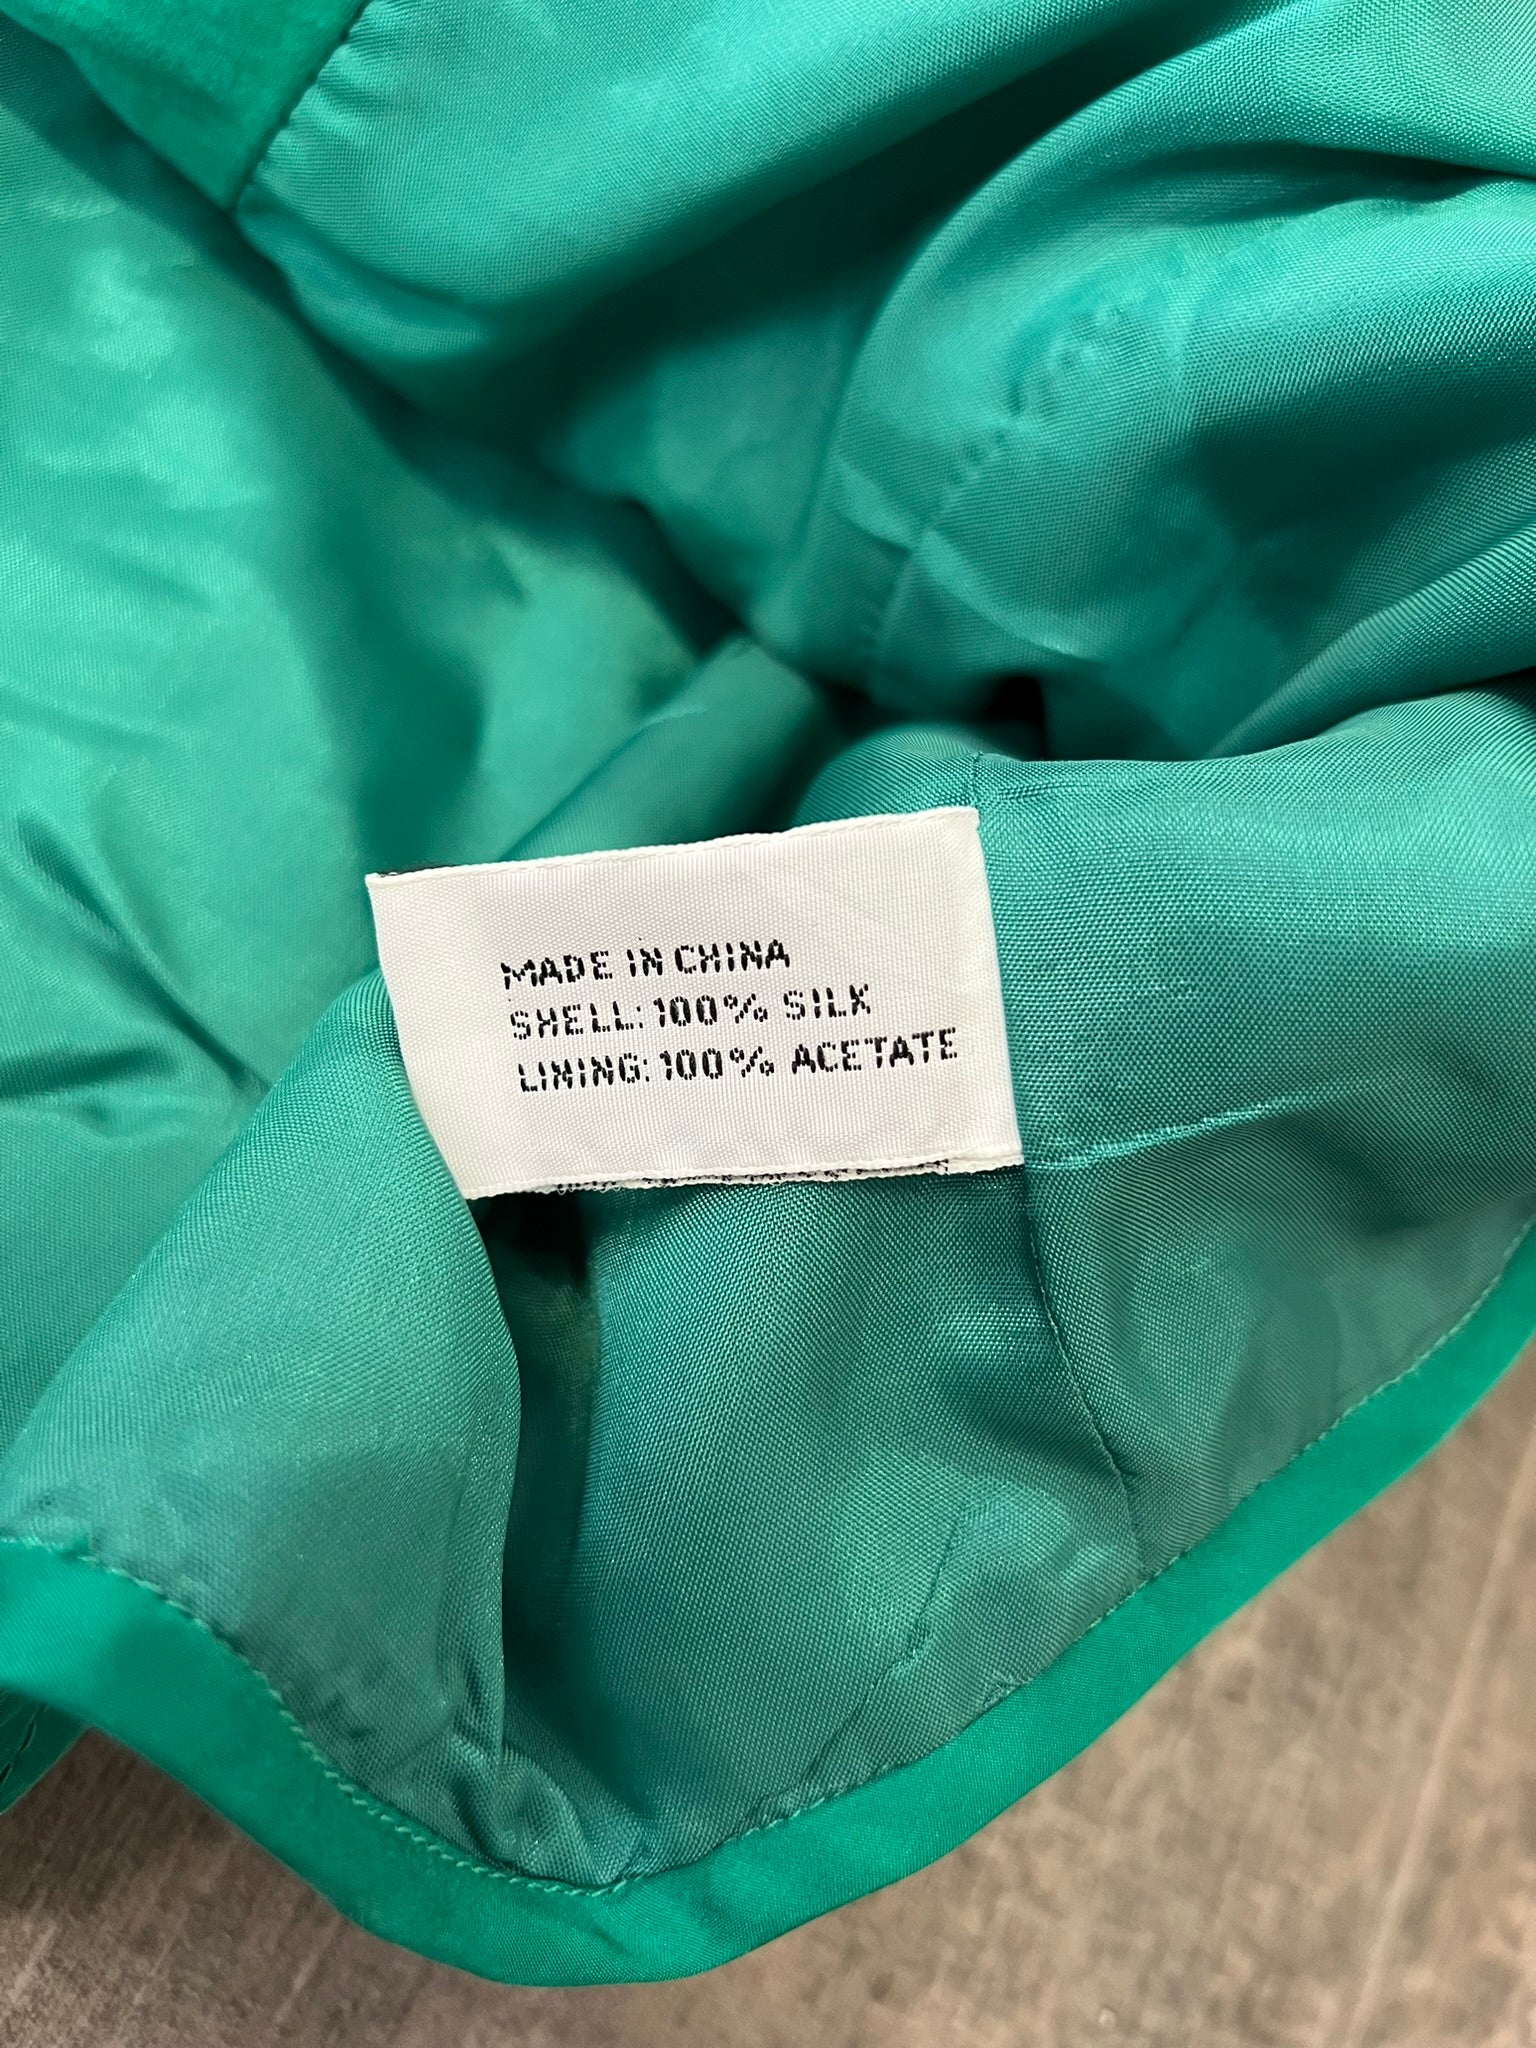 MADE IN CHINA
SHELL: 100% SILK
LINING: 100% ACETATE